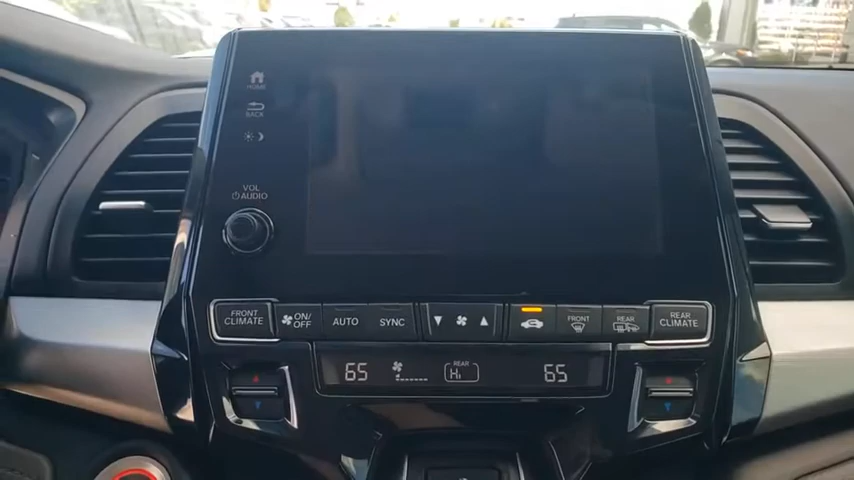 HOME
BACK
VOL
AUDIO
FRONT CLIMATE
ON/OFF
AUTO
SYNC
FRONT
REAR
REAR CLIMATE
65
REAR
HI
65